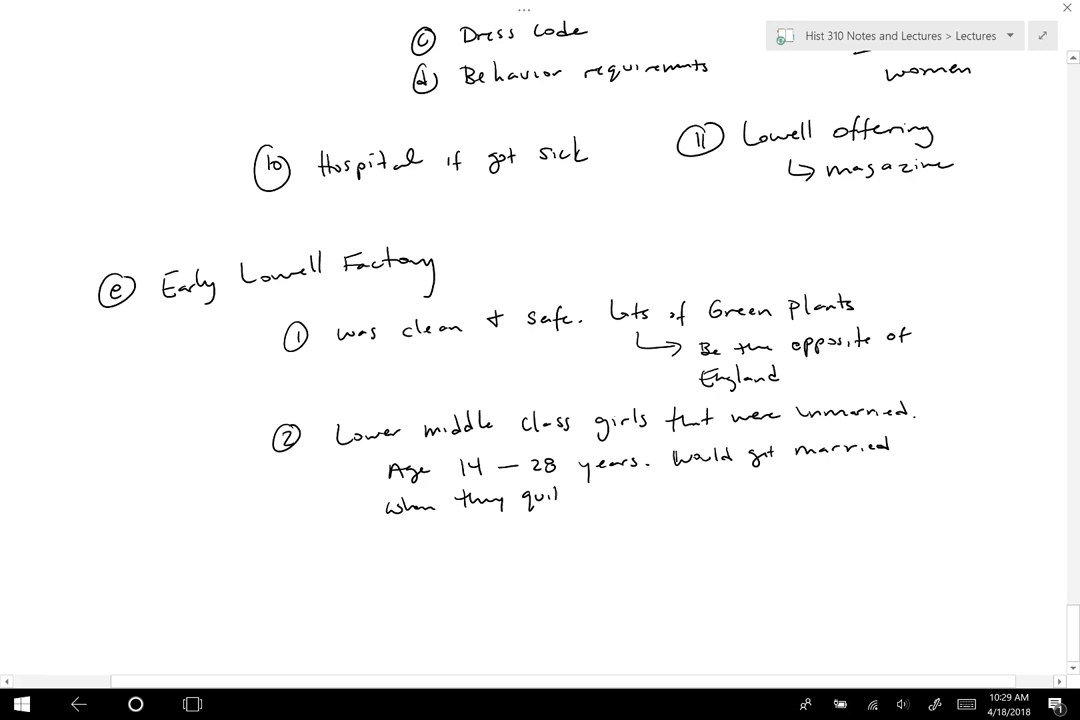 Hist 310 Notes and Lectures > Lectures
ⓒ Dress code
women
ⓓ Behavior requirements
⑩ Hospital if got sick
⑪ Lowell offering
↳ magazine
ⓔ Early Lowell Factory
① was clean + safe. Lots of Green plants
↳ Be the opposite of
England
② Lower middle class girls that were unmarried.
Age 14 – 28 years. Would get married
when they quit
10:29 AM
4/18/2018
1